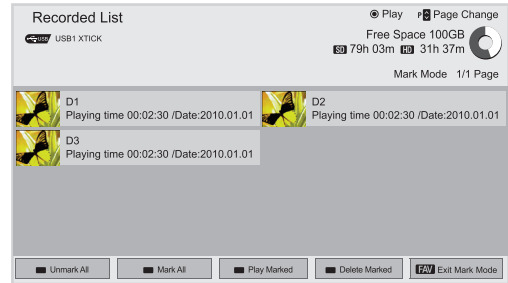 Recorded List
Play P Page Change
USB USB1 XTICK
Free Space 100GB
SD 79h 03m HD 31h 37m
Mark Mode 1/1 Page
D1
Playing time 00:02:30 /Date:2010.01.01
D2
Playing time 00:02:30 /Date:2010.01.01
D3
Playing time 00:02:30 /Date:2010.01.01
Unmark All Mark All Play Marked Delete Marked FAV Exit Mark Mode